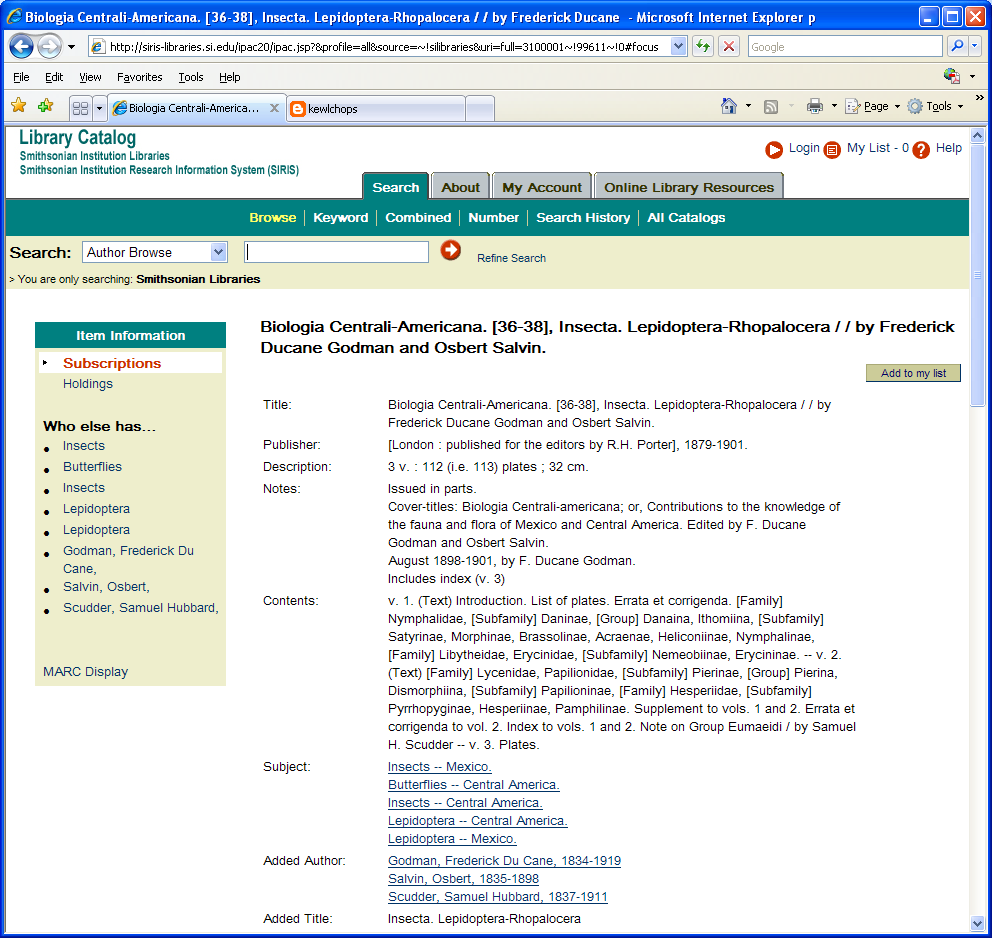 Biologia Centrali-Americana. [36-38], Insecta. Lepidoptera-Rhopalocera / / by Frederick Ducane - Microsoft Internet Explorer p
http://siris-libraries.si.edu/ipac20/ipac.jsp?&profile=all&source=~!silibraries&uri=full=3100001~!99611~!0#focus
Google
File Edit View Favorites Tools Help
Biologia Centrali-America...
kewlchops
Page
Tools
»
Library Catalog
Smithsonian Institution Libraries
Smithsonian Institution Research Information System (SIRIS)
Login My List - 0 ? Help
Search About My Account Online Library Resources
Browse | Keyword | Combined | Number | Search History | All Catalogs
Search: Author Browse Refine Search
> You are only searching: Smithsonian Libraries
Item Information
Subscriptions
Holdings
Who else has...
Insects
Butterflies
Insects
Lepidoptera
Lepidoptera
Godman, Frederick Du
Cane,
Salvin, Osbert,
Scudder, Samuel Hubbard,
MARC Display
Biologia Centrali-Americana. [36-38], Insecta. Lepidoptera-Rhopalocera / / by Frederick
Ducane Godman and Osbert Salvin.
Add to my list
Title: Biologia Centrali-Americana. [36-38], Insecta. Lepidoptera-Rhopalocera / / by
Frederick Ducane Godman and Osbert Salvin.
Publisher: [London : published for the editors by R.H. Porter], 1879-1901.
Description: 3 v. : 112 (i.e. 113) plates ; 32 cm.
Notes: Issued in parts.
Cover-titles: Biologia Centrali-americana; or, Contributions to the knowledge of
the fauna and flora of Mexico and Central America. Edited by F. Ducane
Godman and Osbert Salvin.
August 1898-1901, by F. Ducane Godman.
Includes index (v. 3)
Contents: v. 1. (Text) Introduction. List of plates. Errata et corrigenda. [Family]
Nymphalidae, [Subfamily] Daninae, [Group] Danaina, Ithomiina, [Subfamily]
Satyrinae, Morphinae, Brassolinae, Acraenae, Heliconiinae, Nymphalinae,
[Family] Libytheidae, Erycinidae, [Subfamily] Nemeobiinae, Erycininae. -- v. 2.
(Text) [Family] Lycenidae, Papilionidae, [Subfamily] Pierinae, [Group] Pierina,
Dismorphiina, [Subfamily] Papilioninae, [Family] Hesperiidae, [Subfamily]
Pyrrhopyginae, Hesperiinae, Pamphilinae. Supplement to vols. 1 and 2. Errata et
corrigenda to vol. 2. Index to vols. 1 and 2. Note on Group Eumaeidi / by Samuel
H. Scudder -- v. 3. Plates.
Subject: Insects -- Mexico.
Butterflies -- Central America.
Insects -- Central America.
Lepidoptera -- Central America.
Lepidoptera -- Mexico.
Added Author: Godman, Frederick Du Cane, 1834-1919
Salvin, Osbert, 1835-1898
Scudder, Samuel Hubbard, 1837-1911
Added Title: Insecta. Lepidoptera-Rhopalocera